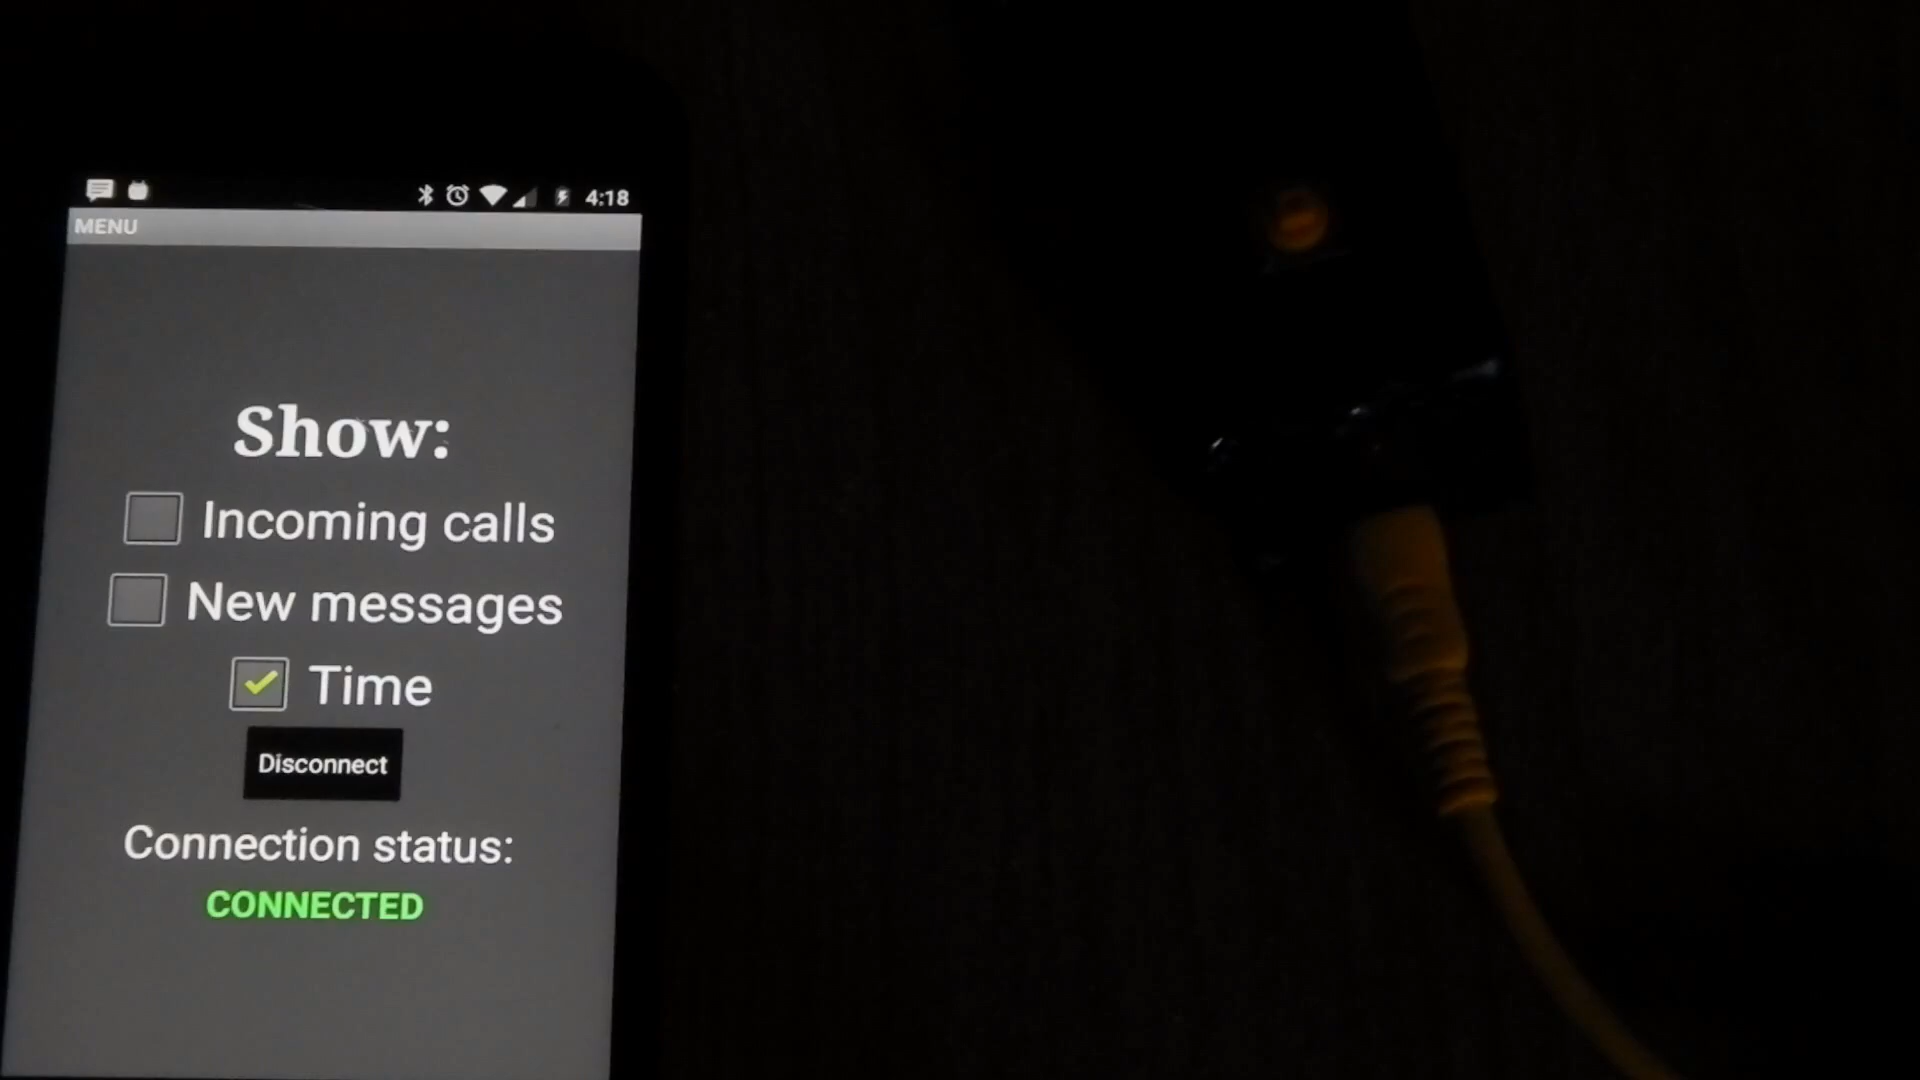 4:18
MENU
Show:
Incoming calls
New messages
Time
Disconnect
Connection status:
CONNECTED